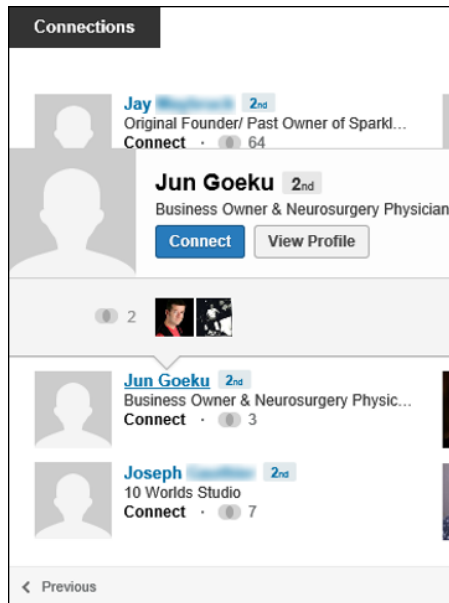 Connections
Jay 2nd
Original Founder/ Past Owner of Sparkl...
Connect · 64
Jun Goeku 2nd
Business Owner & Neurosurgery Physician
Connect View Profile
2
Jun Goeku 2nd
Business Owner & Neurosurgery Physic...
Connect · 3
Joseph 2nd
10 Worlds Studio
Connect · 7
Previous